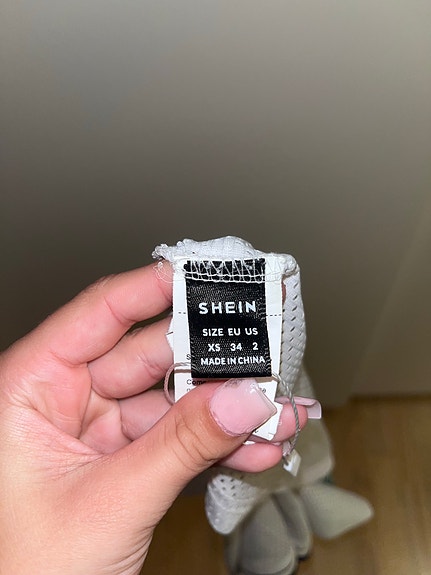 SHEIN
SIZE EU US
XS 34 2
MADE IN CHINA